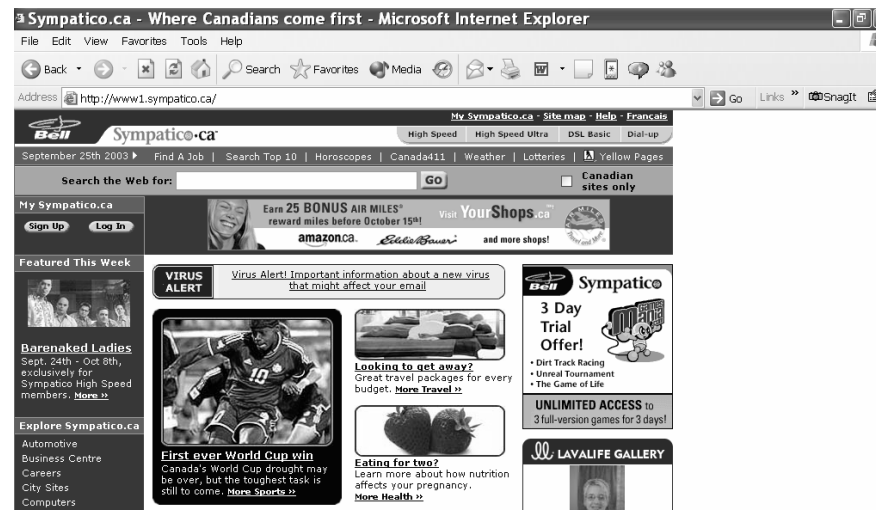 Sympatico.ca - Where Canadians come first - Microsoft Internet Explorer
File Edit View Favorites Tools Help
Back Search Favorites Media
Address http://www1.sympatico.ca/ Go Links » SnagIt
My Sympatico.ca - Site map - Help - Français
Bell Sympatico.ca
High Speed High Speed Ultra DSL Basic Dial-up
September 25th 2003 Find A Job | Search Top 10 | Horoscopes | Canada411 | Weather | Lotteries | Yellow Pages
Search the Web for: GO Canadian
sites only
My Sympatico.ca
Sign Up Log In
Earn 25 BONUS AIR MILES®
reward miles before October 15th!
Visit YourShops.ca
amazon.ca. Eddie Bauer and more shops!
Featured This Week
Barenaked Ladies
Sept. 24th - Oct 8th,
exclusively for
Sympatico High Speed
members. More »
Explore Sympatico.ca
Automotive
Business Centre
Careers
City Sites
Computers
VIRUS
ALERT
Virus Alert! Important information about a new virus
that might affect your email
10
First ever World Cup win
Canada's World Cup drought may
be over, but the toughest task is
still to come. More Sports »
Looking to get away?
Great travel packages for every
budget. More Travel »
Eating for two?
Learn more about how nutrition
affects your pregnancy.
More Health »
Bell Sympatico
3 Day
Trial
Offer!
• Dirt Track Racing
• Unreal Tournament
• The Game of Life
UNLIMITED ACCESS to
3 full-version games for 3 days!
LAVALIFE GALLERY